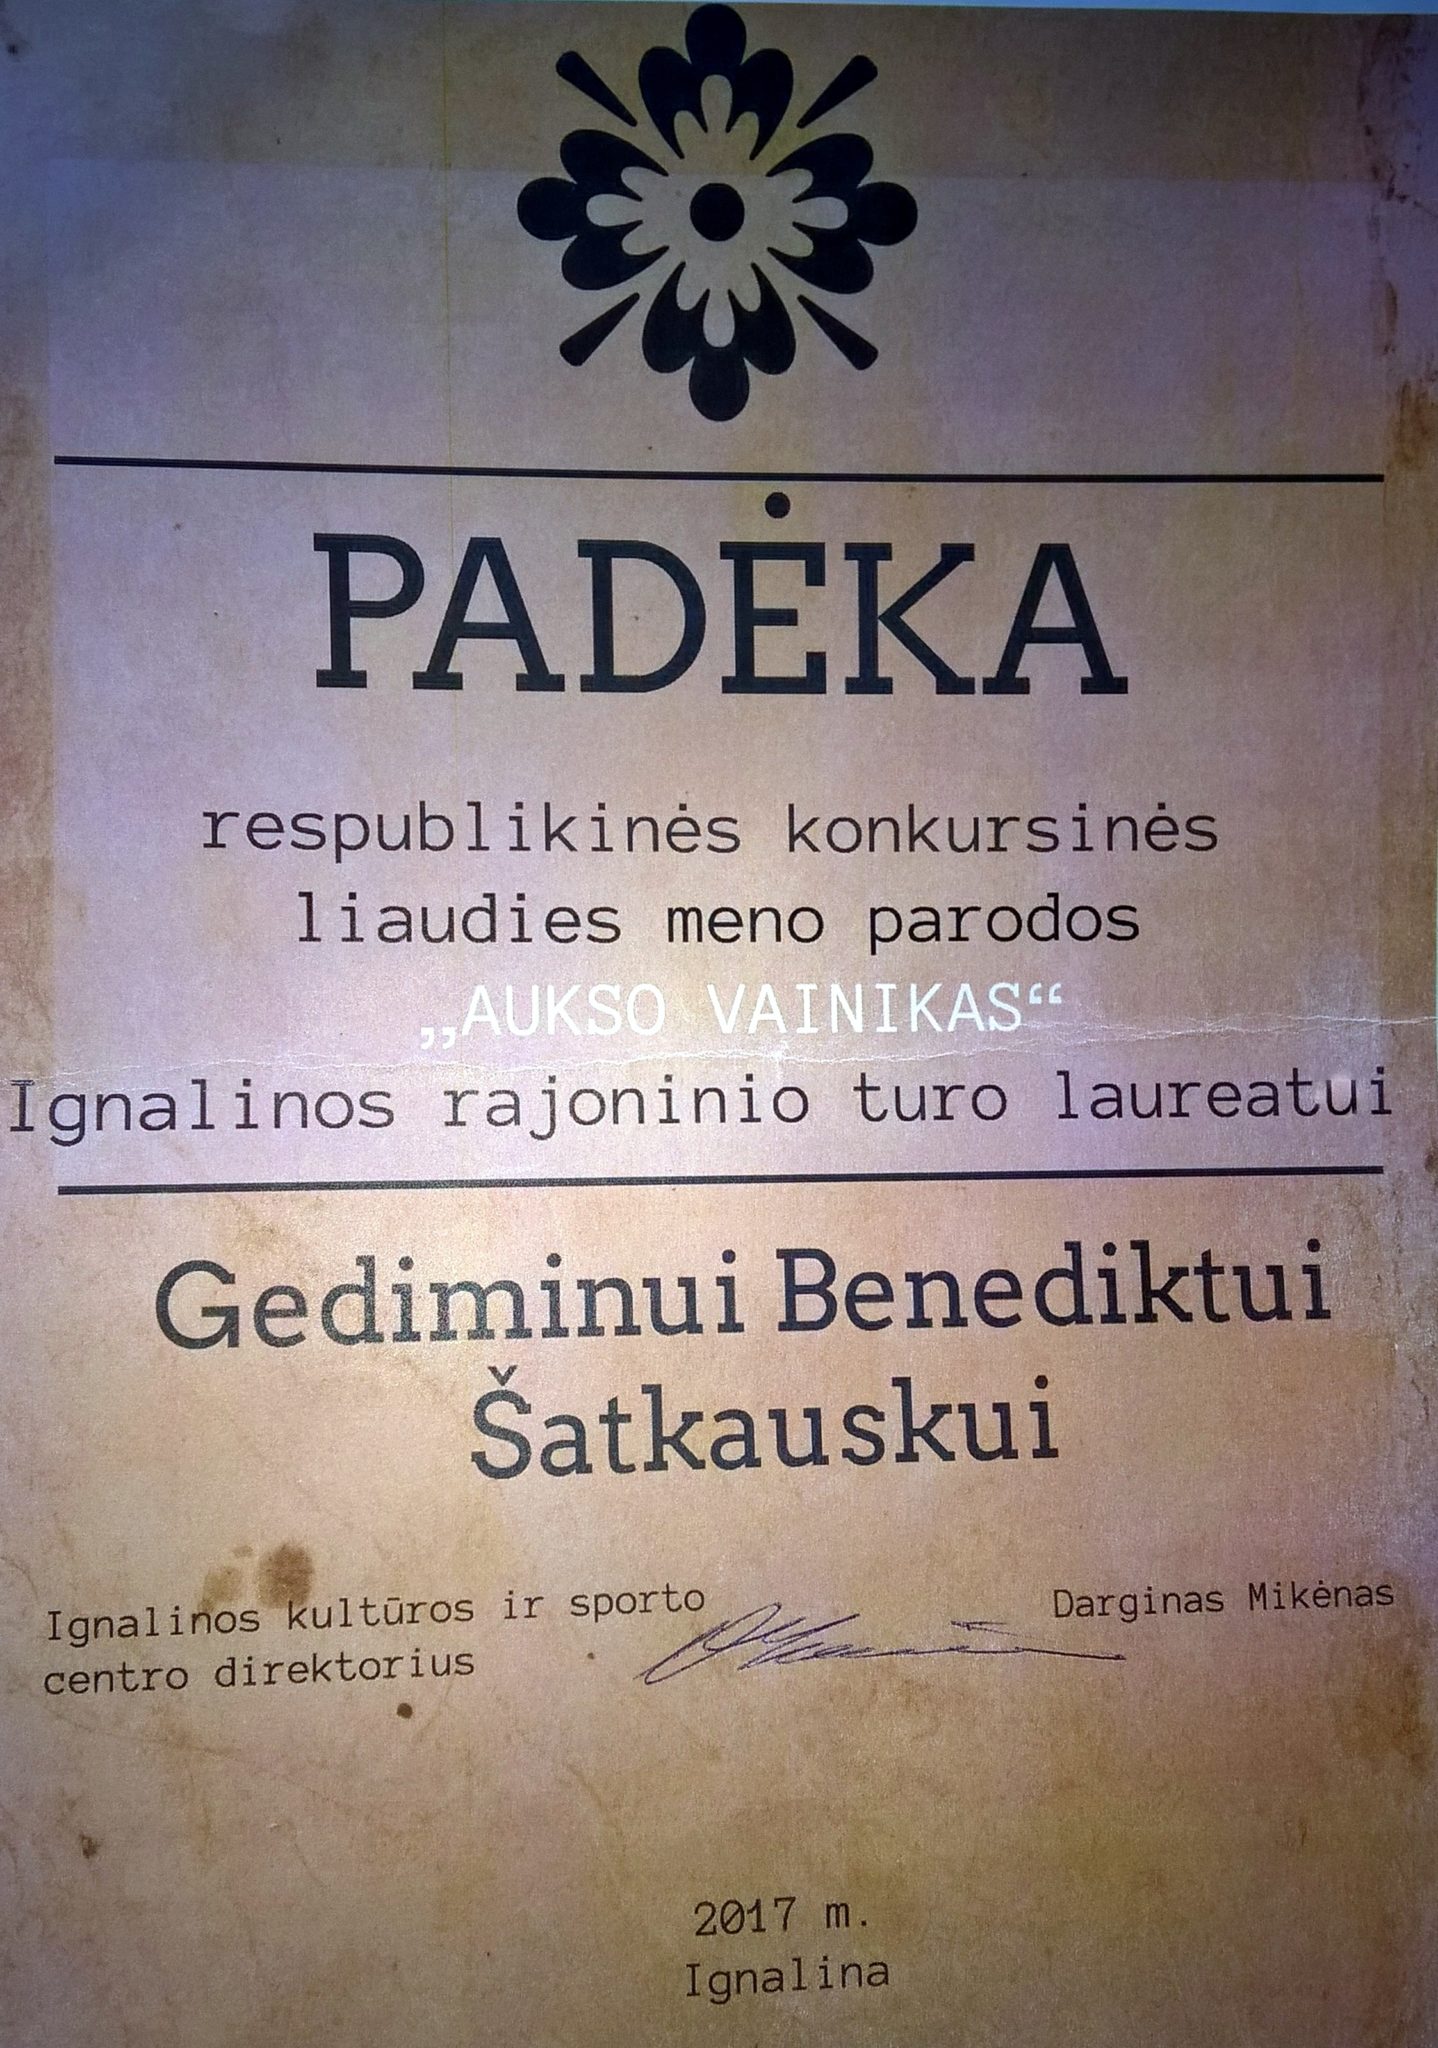 PADĖKA
respublikinės konkursinės
liaudies meno parodos
„AUKSO VAINIKAS“
Ignalinos rajoninio turo laureatui
Gediminui Benediktui
Šatkauskui
Ignalinos kultūros ir sporto
centro direktorius
Darginas Mikėnas
2017 m.
Ignalina